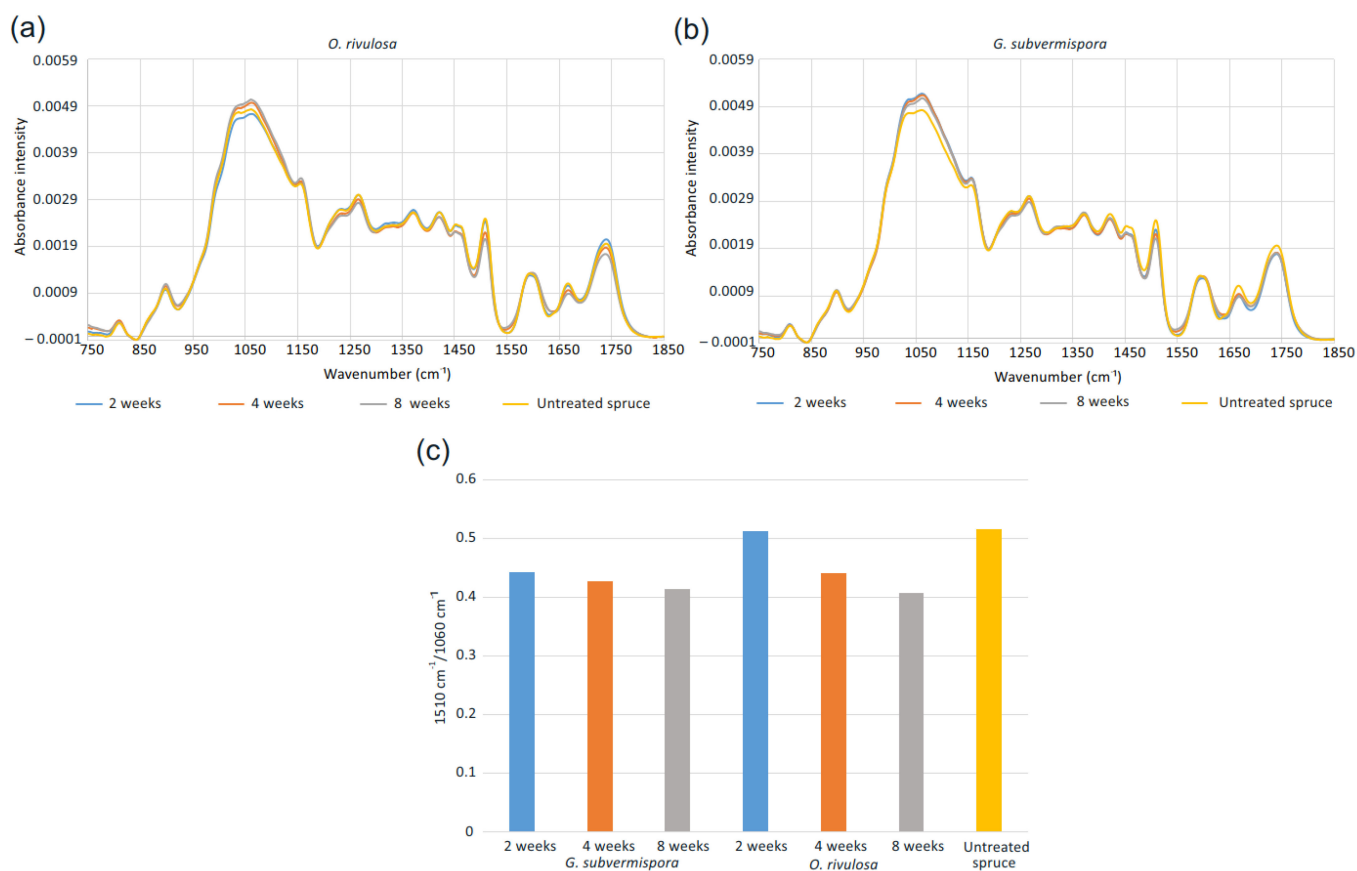 (a)
O. rivulosa
0.0059
0.0049
0.0039
0.0029
0.0019
0.0009
−0.0001
Absorbance intensity
750 850 950 1050 1150 1250 1350 1450 1550 1650 1750 1850
Wavenumber (cm⁻¹)
2 weeks 4 weeks 8 weeks Untreated spruce
(b)
G. subvermispora
0.0059
0.0049
0.0039
0.0029
0.0019
0.0009
−0.0001
Absorbance intensity
750 850 950 1050 1150 1250 1350 1450 1550 1650 1750 1850
Wavenumber (cm⁻¹)
2 weeks 4 weeks 8 weeks Untreated spruce
(c)
0.6
0.5
0.4
0.3
0.2
0.1
0
1510 cm⁻¹/1060 cm⁻¹
2 weeks 4 weeks 8 weeks 2 weeks 4 weeks 8 weeks Untreated
G. subvermispora O. rivulosa spruce